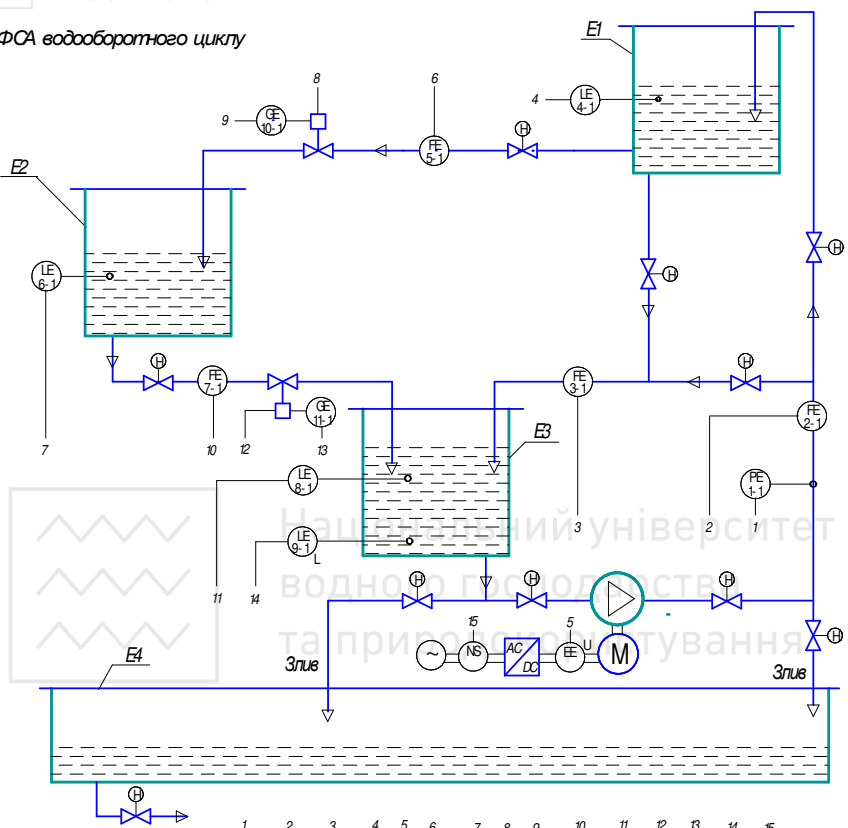 ФСА водооборотного циклу
E1
8
6
4
LE
4-1
9
GE
10-1
FE
5-1
H
E2
LE
6-1
H
H
H
FE
7-1
FE
3-1
H
FE
2-1
12
GE
11-1
7
10
13
E3
LE
8-1
PE
1-1
3
2
1
Національний університет
LE
9-1
L
11
14
H
H
H
водного господарства
15
5
U
H
та природокористування
~
NS
AC
DC
EE
M
E4
Злив
Злив
H
1 2 3 4 5 6 7 8 9 10 11 12 13 14 15